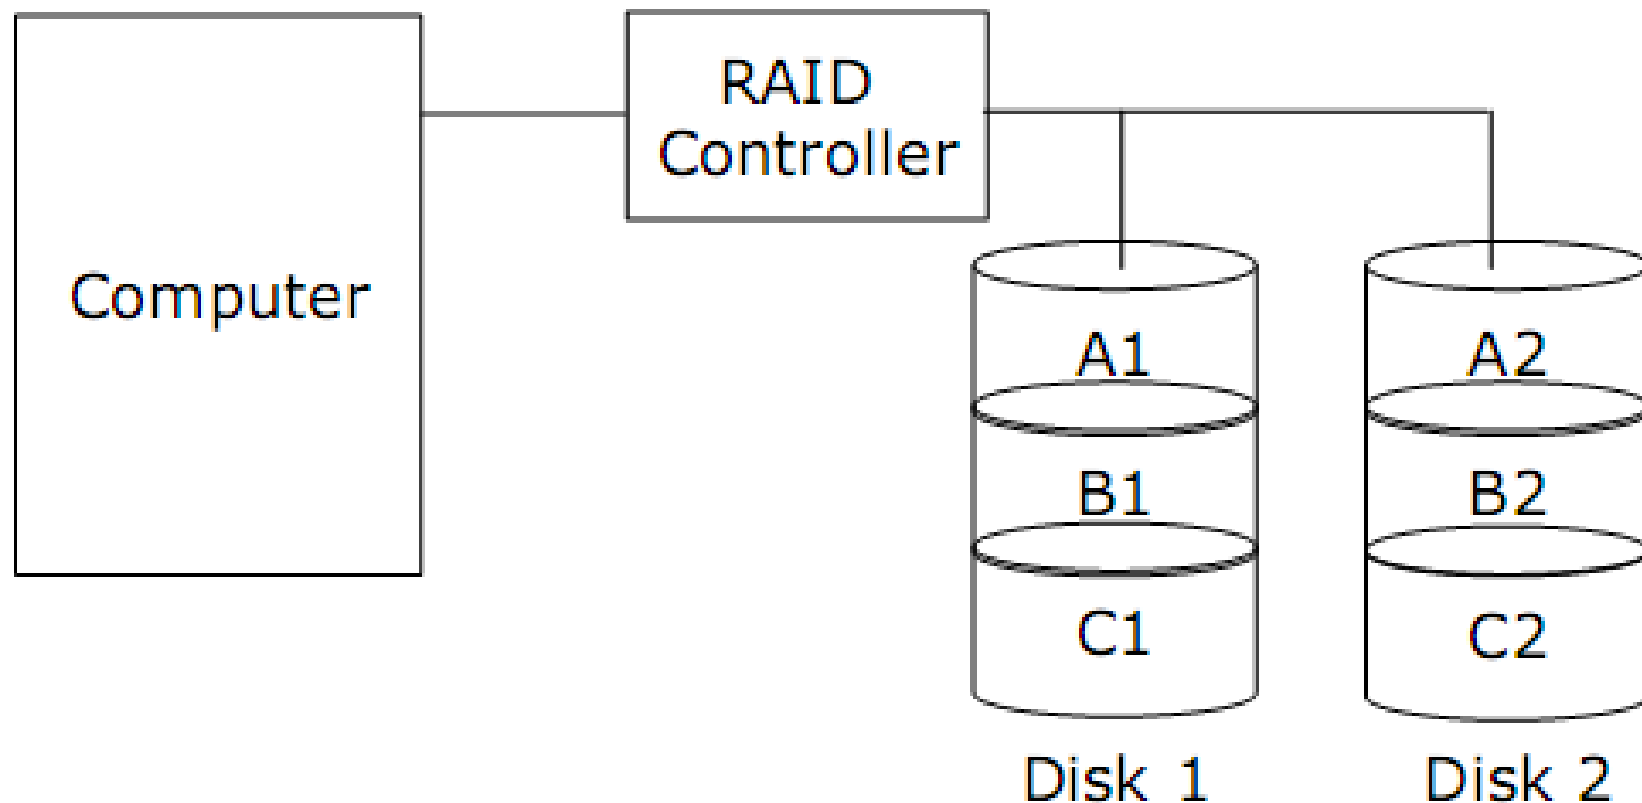 RAID
Controller
Computer
A1
A2
B1
B2
C1
C2
Disk 1
Disk 2